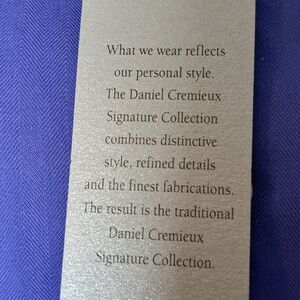 What we wear reflects
our personal style.
The Daniel Cremieux
Signature Collection
combines distinctive
style, refined details
and the finest fabrications.
The result is the traditional
Daniel Cremieux
Signature Collection.